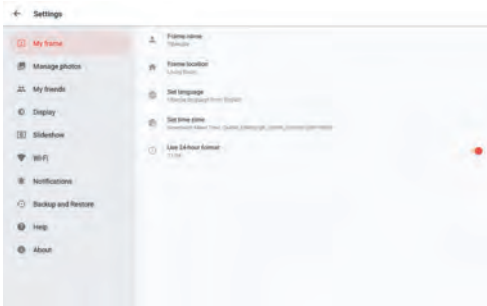 Settings
My frame
Manage photos
My friends
Display
Slideshow
Wi-Fi
Notifications
Backup and Restore
Help
About
Frame name
Frame location
Living Room
Set language
Set time zone
Use 24-hour format